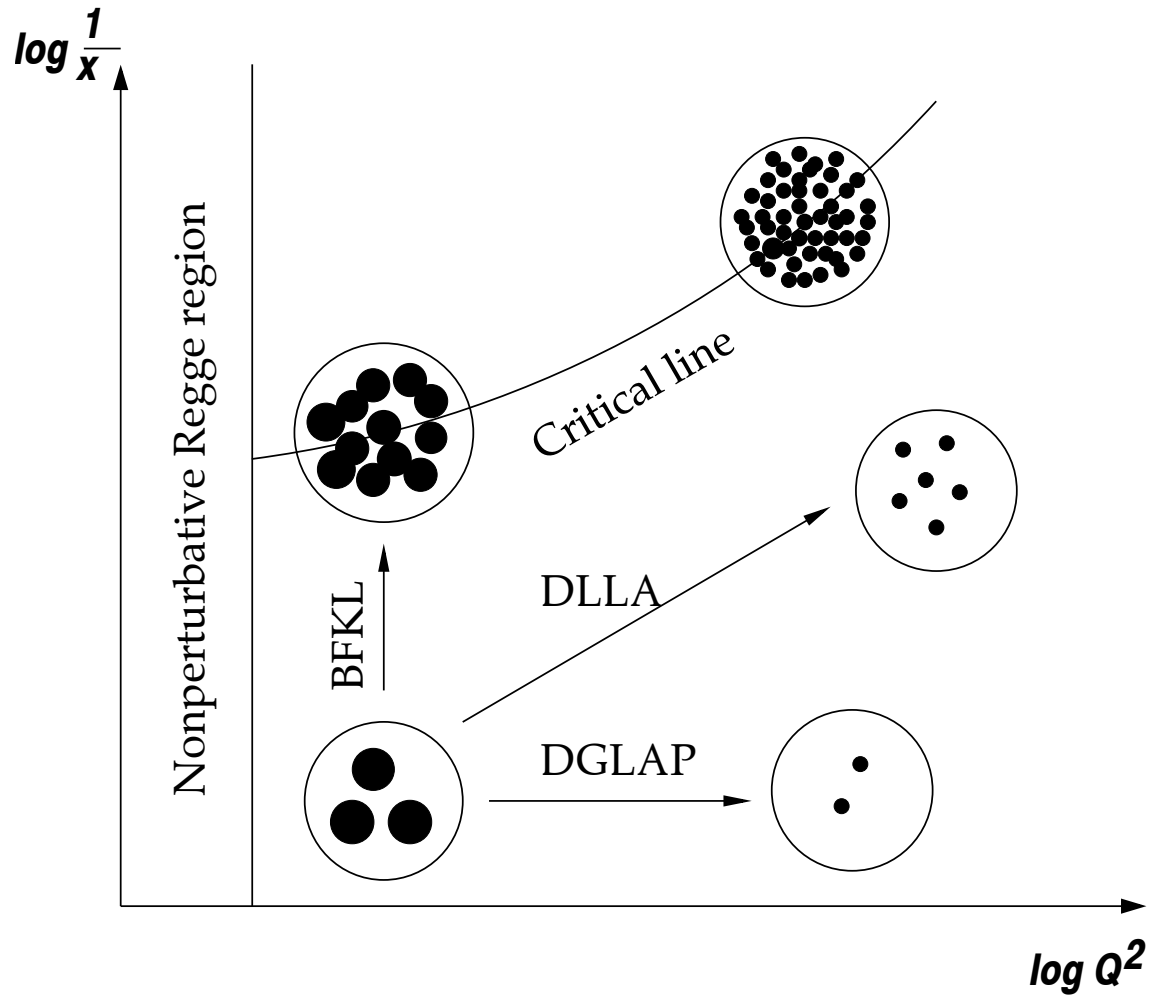 log 1/x
Nonperturbative Regge region
Critical line
BFKL
DLLA
DGLAP
log Q²